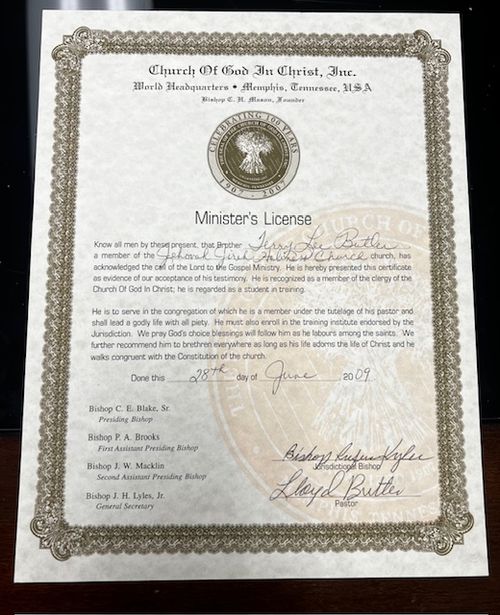 Church Of God In Christ, Inc.
World Headquarters • Memphis, Tennessee, USA
Bishop C. H. Mason, Founder
CELEBRATING 100 YEARS
1907 - 2007
Minister's License
Know all men by these present, that Brother Terry Lee Butler
a member of the Jehovah Jireh Holiness Church church, has
acknowledged the call of the Lord to the Gospel Ministry. He is hereby presented this certificate
as evidence of our acceptance of his testimony. He is recognized as a member of the clergy of the
Church Of God In Christ; he is regarded as a student in training.
He is to serve in the congregation of which he is a member under the tutelage of his pastor and
shall lead a godly life with all piety. He must also enroll in the training institute endorsed by the
Jurisdiction. We pray God's choice blessings will follow him as he labours among the saints. We
further recommend him to brethren everywhere as long as his life adorns the life of Christ and he
walks congruent with the Constitution of the church.
Done this 28th day of June 2009
Bishop C. E. Blake, Sr.
Presiding Bishop
Bishop P. A. Brooks
First Assistant Presiding Bishop
Bishop J. W. Macklin
Second Assistant Presiding Bishop
Bishop J. H. Lyles, Jr.
General Secretary
Bishop Rufus Kyles
Jurisdictional Bishop
Lloyd Butler
Pastor